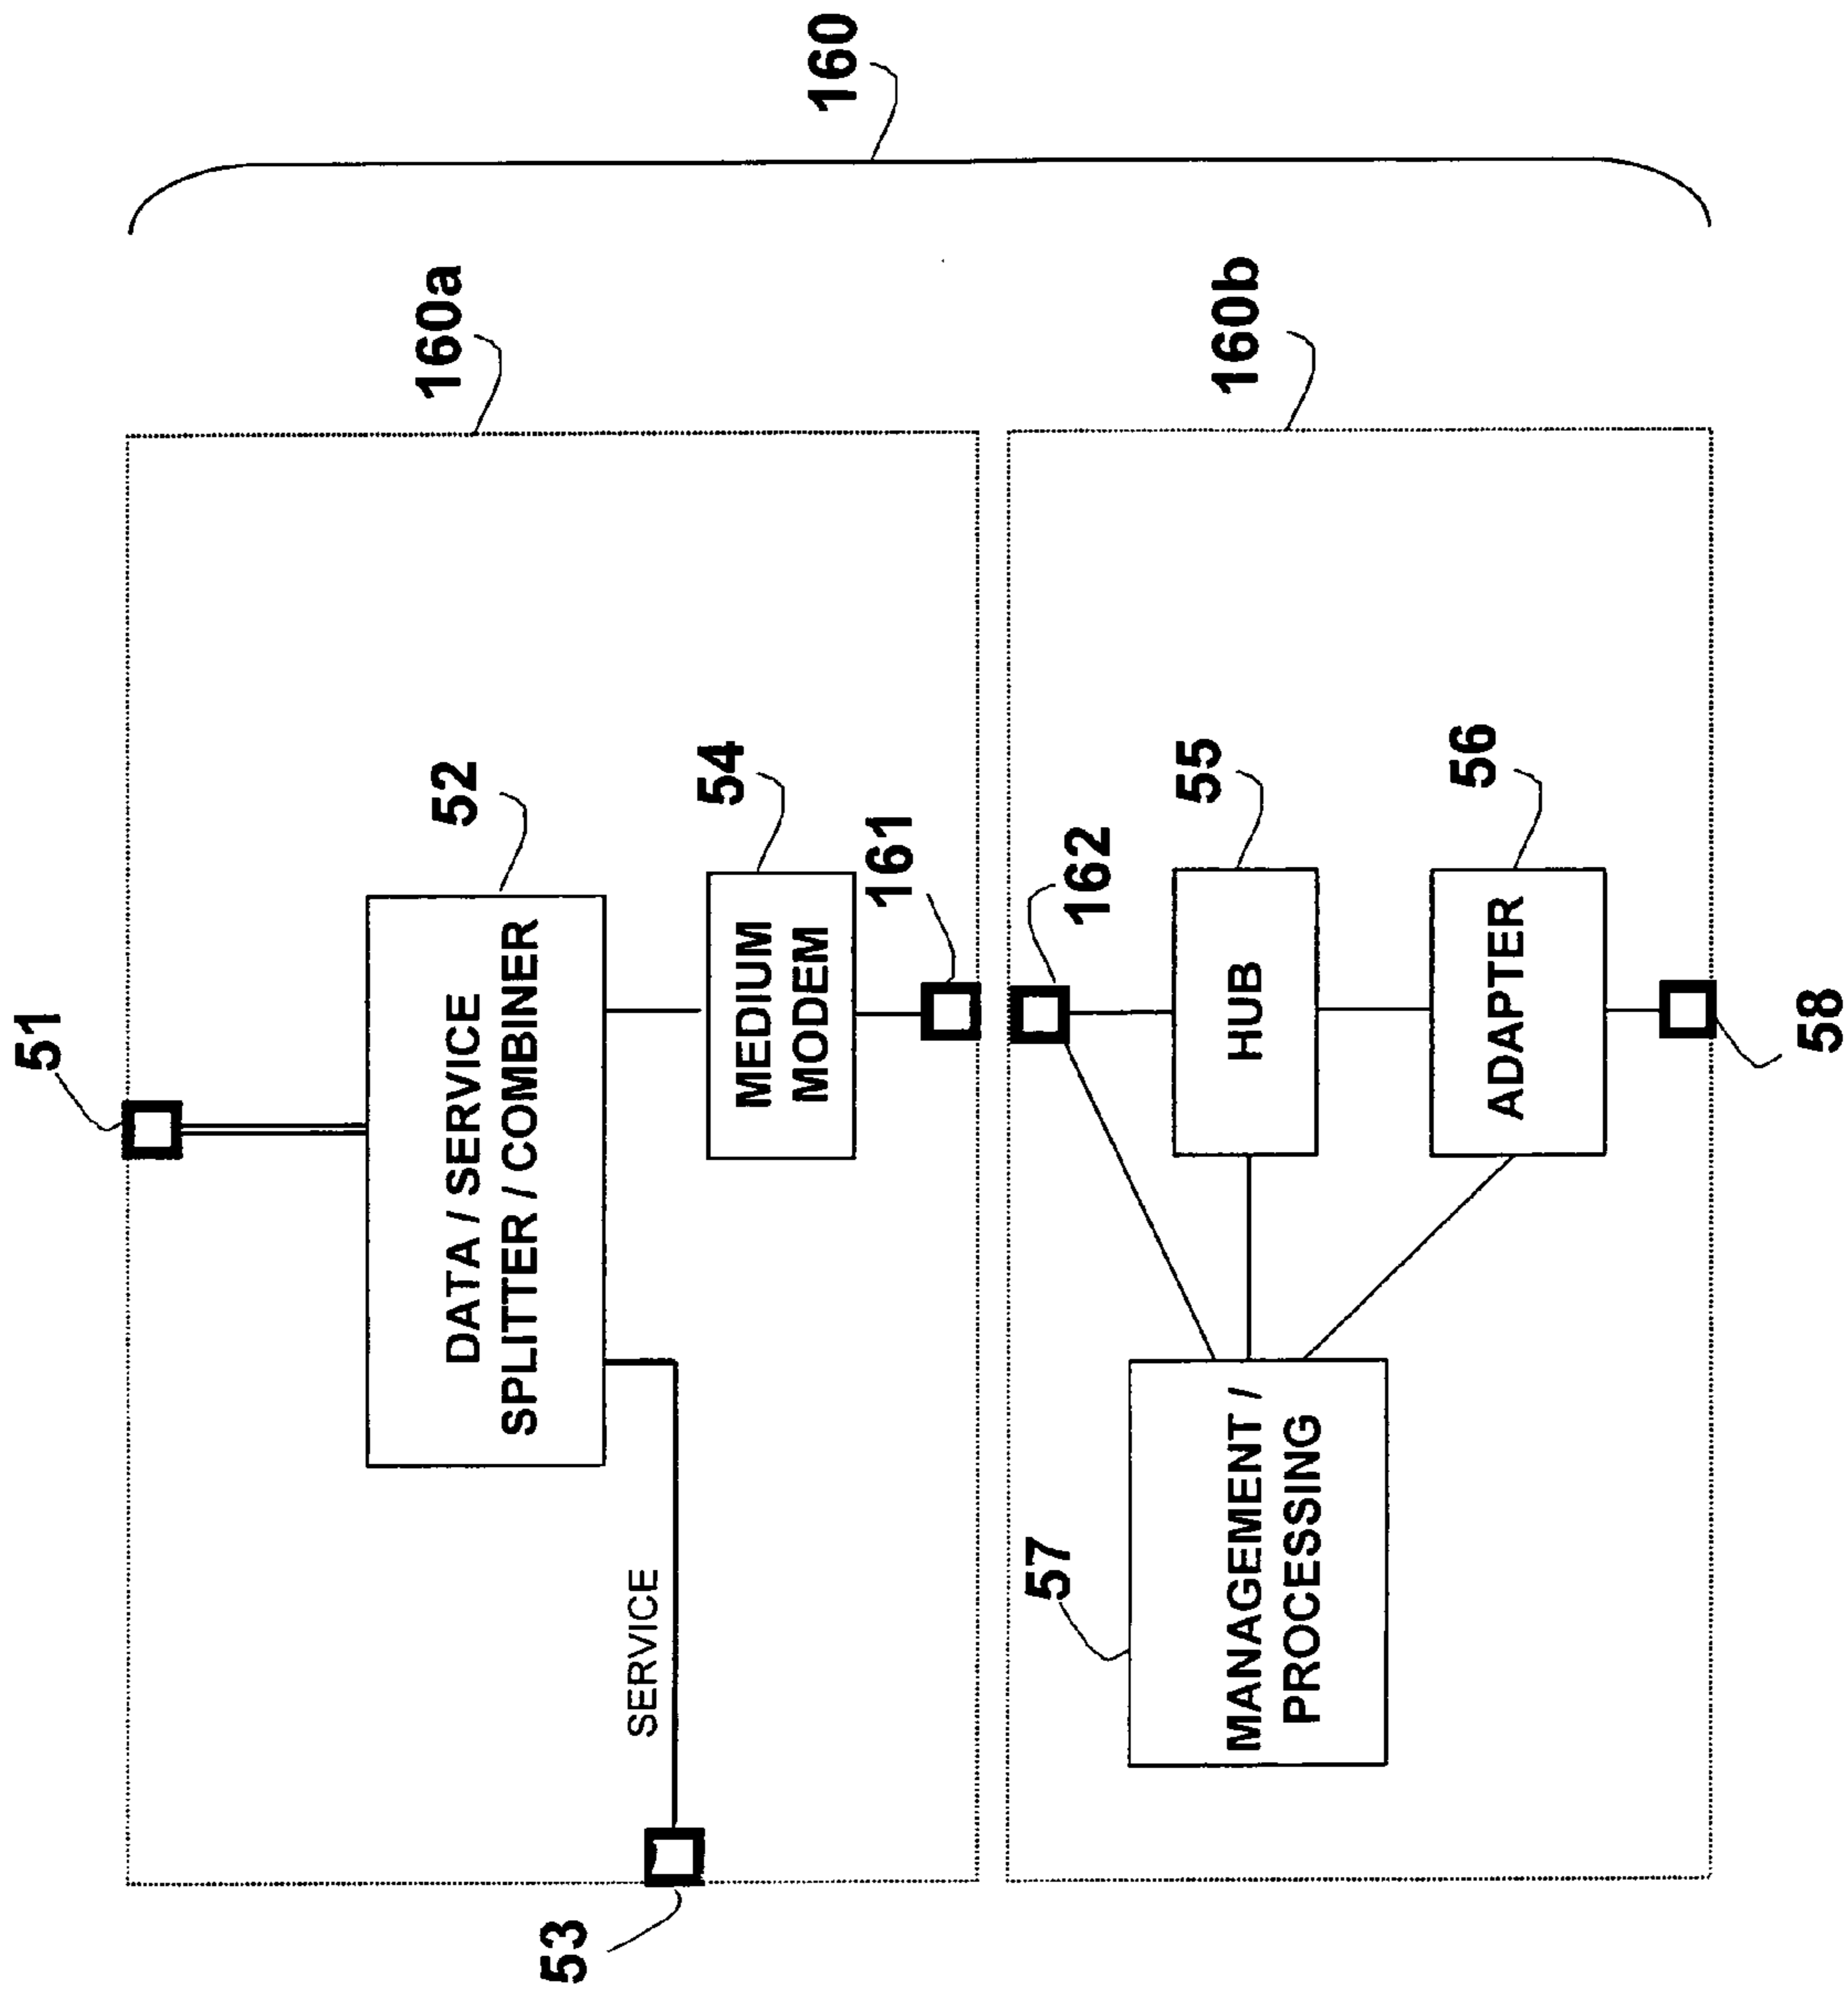 160
160a
160b
51
52
DATA / SERVICE
SPLITTER / COMBINER
54
MEDIUM
MODEM
161
SERVICE
53
162
55
HUB
56
ADAPTER
57
MANAGEMENT /
PROCESSING
58